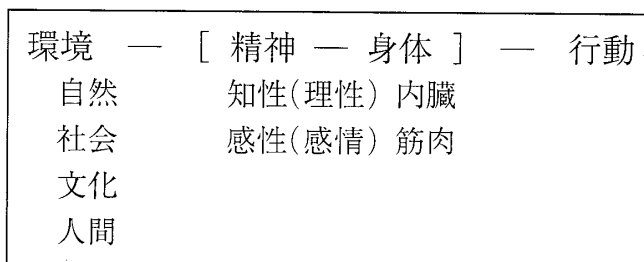 環境 ― [ 精神 ― 身体 ] ― 行動
自然 知性(理性) 内臓
社会 感性(感情) 筋肉
文化
人間